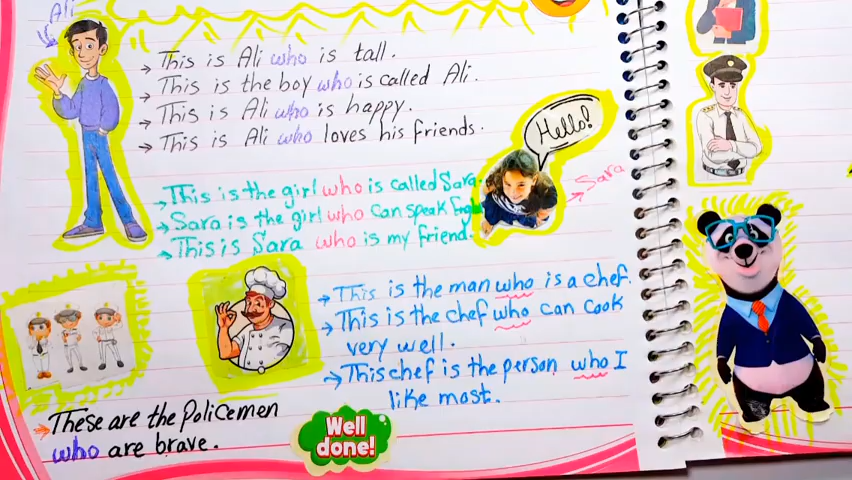 Ali
→ This is Ali who is tall.
→ This is the boy who is called Ali.
→ This is Ali who is happy.
→ This is Ali who loves his friends.
Hello!
→ This is the girl who is called Sara.
→ Sara is the girl who can speak
→ This is Sara who is my friend.
→ Sara
→ This is the man who is a chef.
→ This is the chef who can cook
very well.
→ This chef is the person who I
like most.
→ These are the Policemen
who are brave.
Well
done!